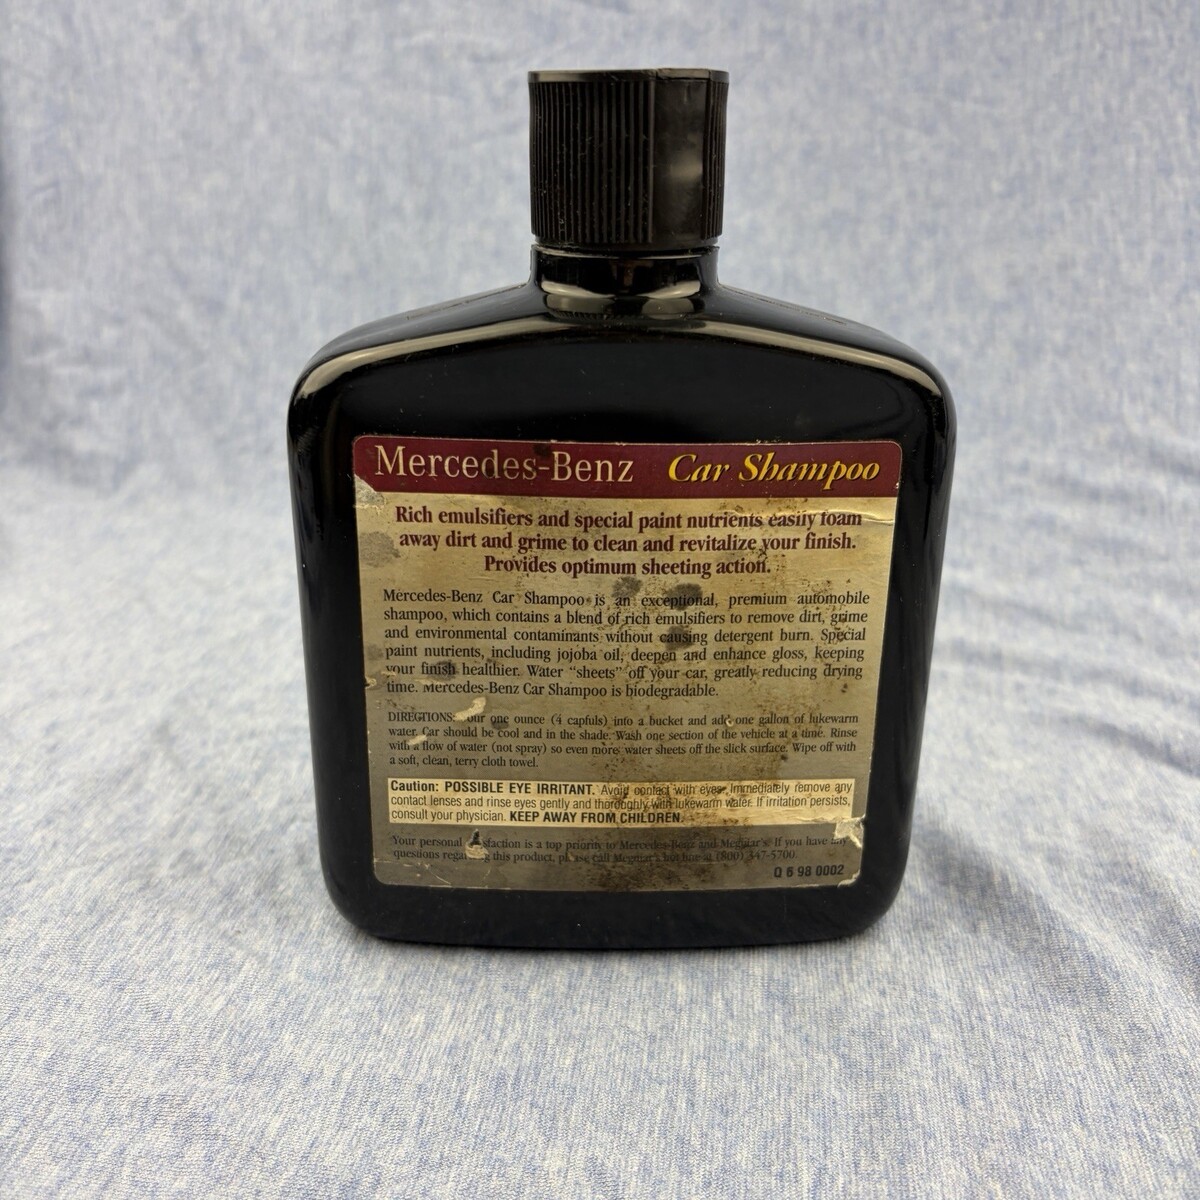 Mercedes-Benz Car Shampoo
Rich emulsifiers and special paint nutrients easily foam
away dirt and grime to clean and revitalize your finish.
Provides optimum sheeting action.
Mercedes-Benz Car Shampoo is an exceptional, premium automobile
shampoo, which contains a blend of rich emulsifiers to remove dirt, grime
and environmental contaminants without causing detergent burn. Special
paint nutrients, including jojoba oil, deepen and enhance gloss, keeping
your finish healthier. Water “sheets” off your car, greatly reducing drying
time. Mercedes-Benz Car Shampoo is biodegradable.
DIRECTIONS: our one ounce (4 capfuls) into a bucket and add one gallon of lukewarm
water. Car should be cool and in the shade. Wash one section of the vehicle at a time. Rinse
with a flow of water (not spray) so even more water sheets off the slick surface. Wipe off with
a soft, clean, terry cloth towel.
Caution: POSSIBLE EYE IRRITANT. Avoid contact with eyes. Immediately remove any
contact lenses and rinse eyes gently and thoroughly with lukewarm water. If irritation persists,
consult your physician. KEEP AWAY FROM CHILDREN.
Your personal sfaction is a top priority to Mercedes-Benz and Meguiar's. If you have any
questions rega g this product, please call Meguiar's hot line at (800) 347-5700.
Q 6 98 0002